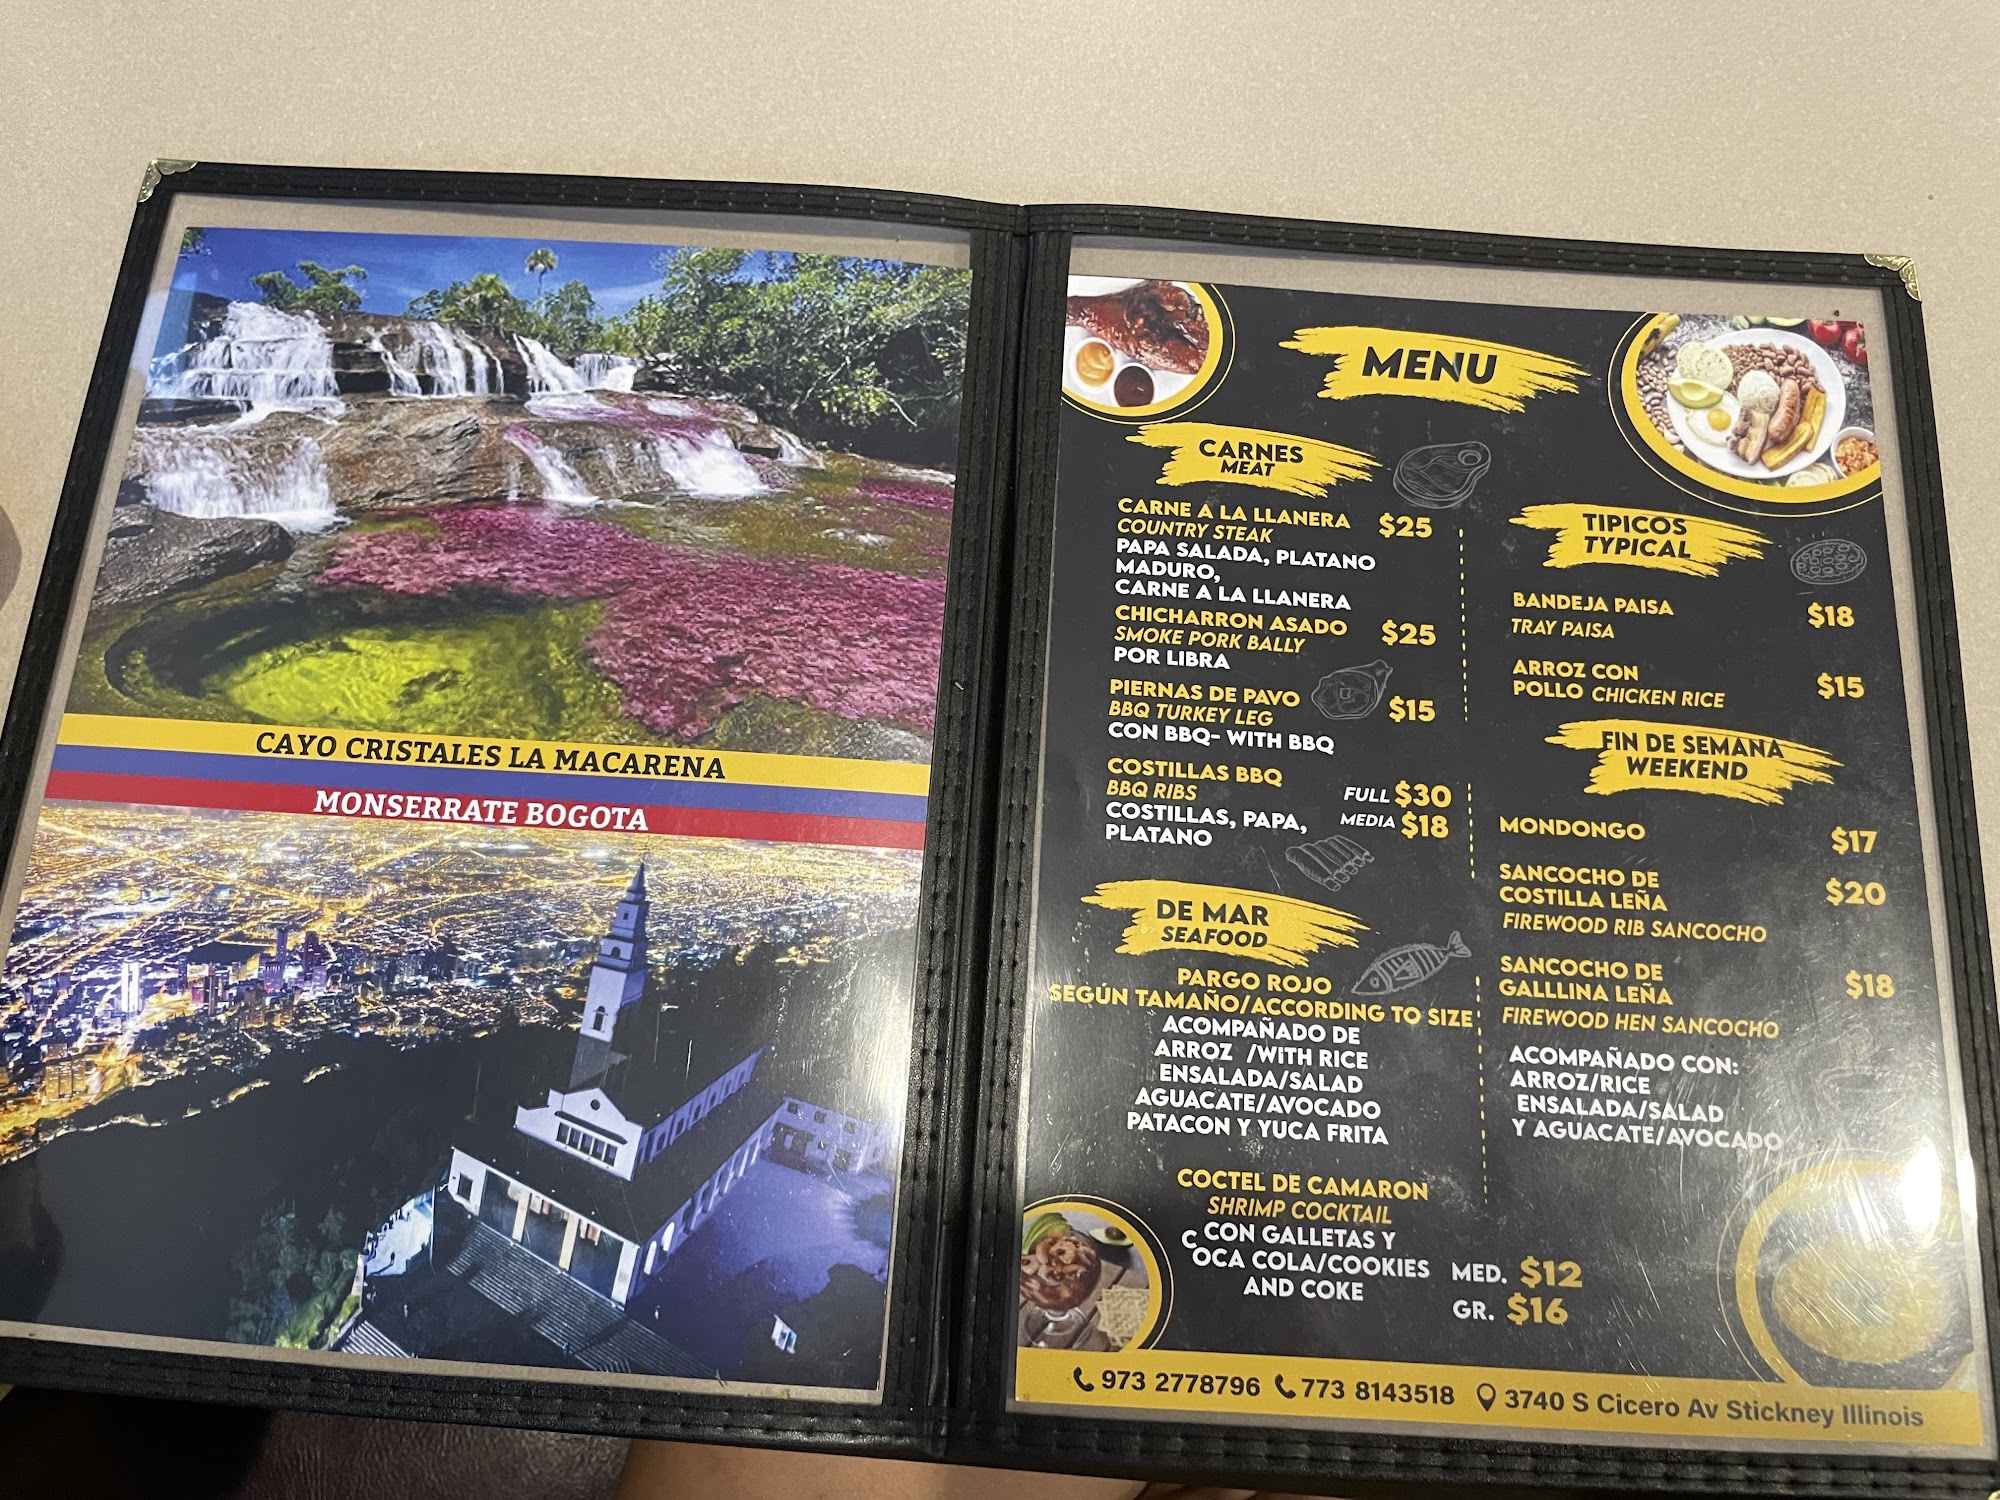 CAYO CRISTALES LA MACARENA
MONSERRATE BOGOTA
MENU
CARNES
MEAT
CARNE A LA LLANERA $25
COUNTRY STEAK
PAPA SALADA, PLATANO
MADURO,
CARNE A LA LLANERA
CHICHARRON ASADO $25
SMOKE PORK BALLY
POR LIBRA
PIERNAS DE PAVO $15
BBQ TURKEY LEG
CON BBQ- WITH BBQ
COSTILLAS BBQ FULL $30
BBQ RIBS MEDIA $18
COSTILLAS, PAPA,
PLATANO
DE MAR
SEAFOOD
PARGO ROJO
SEGÚN TAMAÑO/ACCORDING TO SIZE
ACOMPAÑADO DE
ARROZ /WITH RICE
ENSALADA/SALAD
AGUACATE/AVOCADO
PATACON Y YUCA FRITA
COCTEL DE CAMARON
SHRIMP COCKTAIL
CON GALLETAS Y
COCA COLA/COOKIES MED. $12
AND COKE GR. $16
TIPICOS
TYPICAL
BANDEJA PAISA $18
TRAY PAISA
ARROZ CON $15
POLLO CHICKEN RICE
FIN DE SEMANA
WEEKEND
MONDONGO $17
SANCOCHO DE $20
COSTILLA LEÑA
FIREWOOD RIB SANCOCHO
SANCOCHO DE $18
GALLLINA LEÑA
FIREWOOD HEN SANCOCHO
ACOMPAÑADO CON:
ARROZ/RICE
ENSALADA/SALAD
Y AGUACATE/AVOCADO
973 2778796 773 8143518 3740 S Cicero Av Stickney Illinois